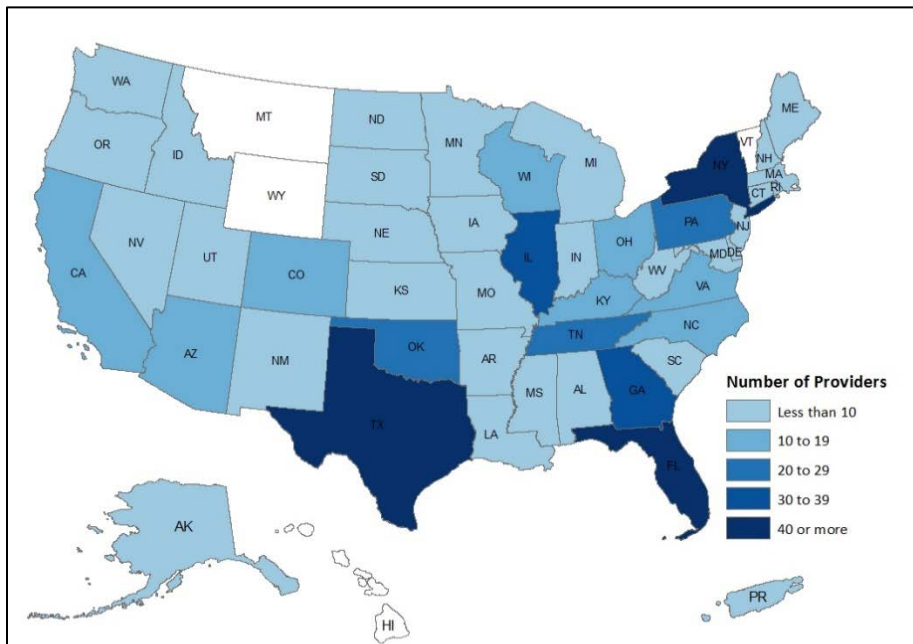 WA
MT
ND
MN
ME
OR
ID
SD
WI
MI
VT
NH
NY
MA
CT
RI
WY
IA
NE
PA
NJ
NV
UT
CO
IL
IN
OH
MD
DE
WV
CA
KS
MO
KY
VA
AZ
NM
OK
AR
TN
NC
SC
MS
AL
GA
TX
LA
FL
Number of Providers
Less than 10
10 to 19
20 to 29
30 to 39
40 or more
AK
HI
PR